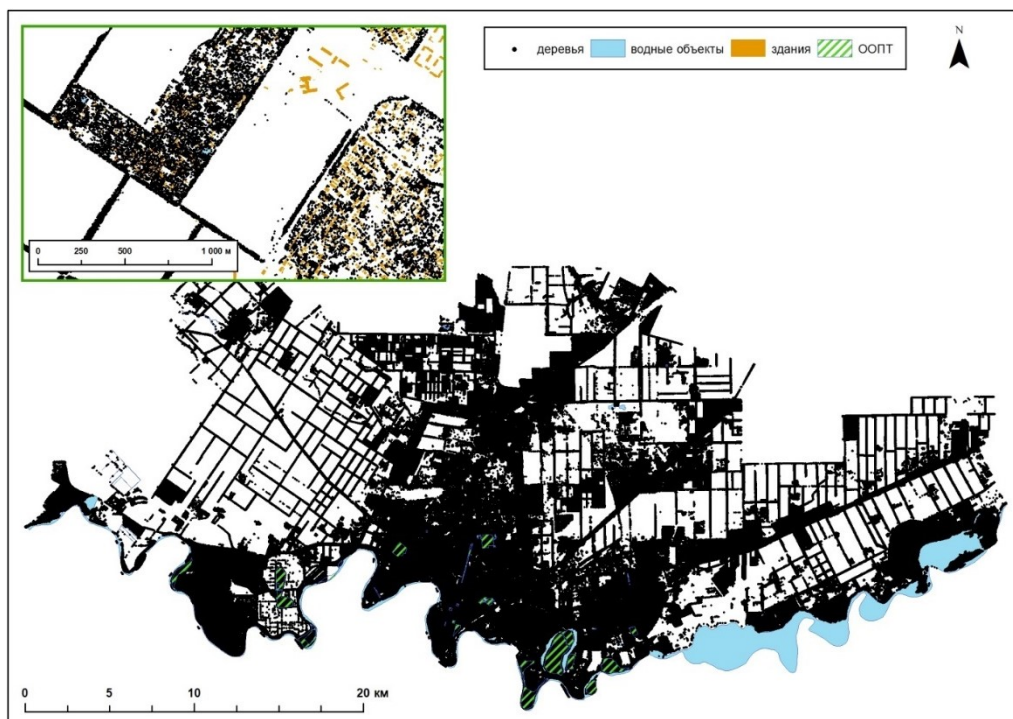 деревья водные объекты здания ООПТ
N
0 250 500 1 000 м
0 5 10 20 км